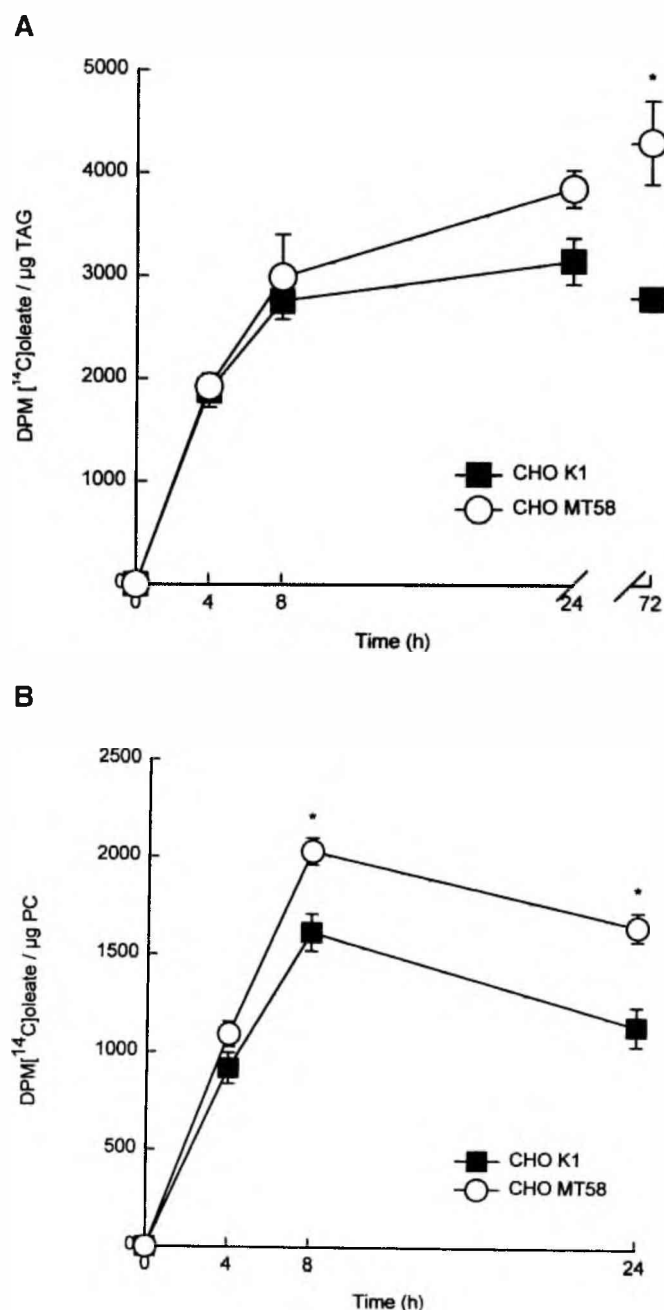 A
5000
*
4000
3000
2000
1000
0
DPM [¹⁴C]oleate / µg TAG
CHO K1
CHO MT58
0 4 8 24 72
Time (h)
B
2500
*
2000
*
1500
1000
500
0
DPM[¹⁴C]oleate / µg PC
CHO K1
CHO MT58
0 4 8 24
Time (h)